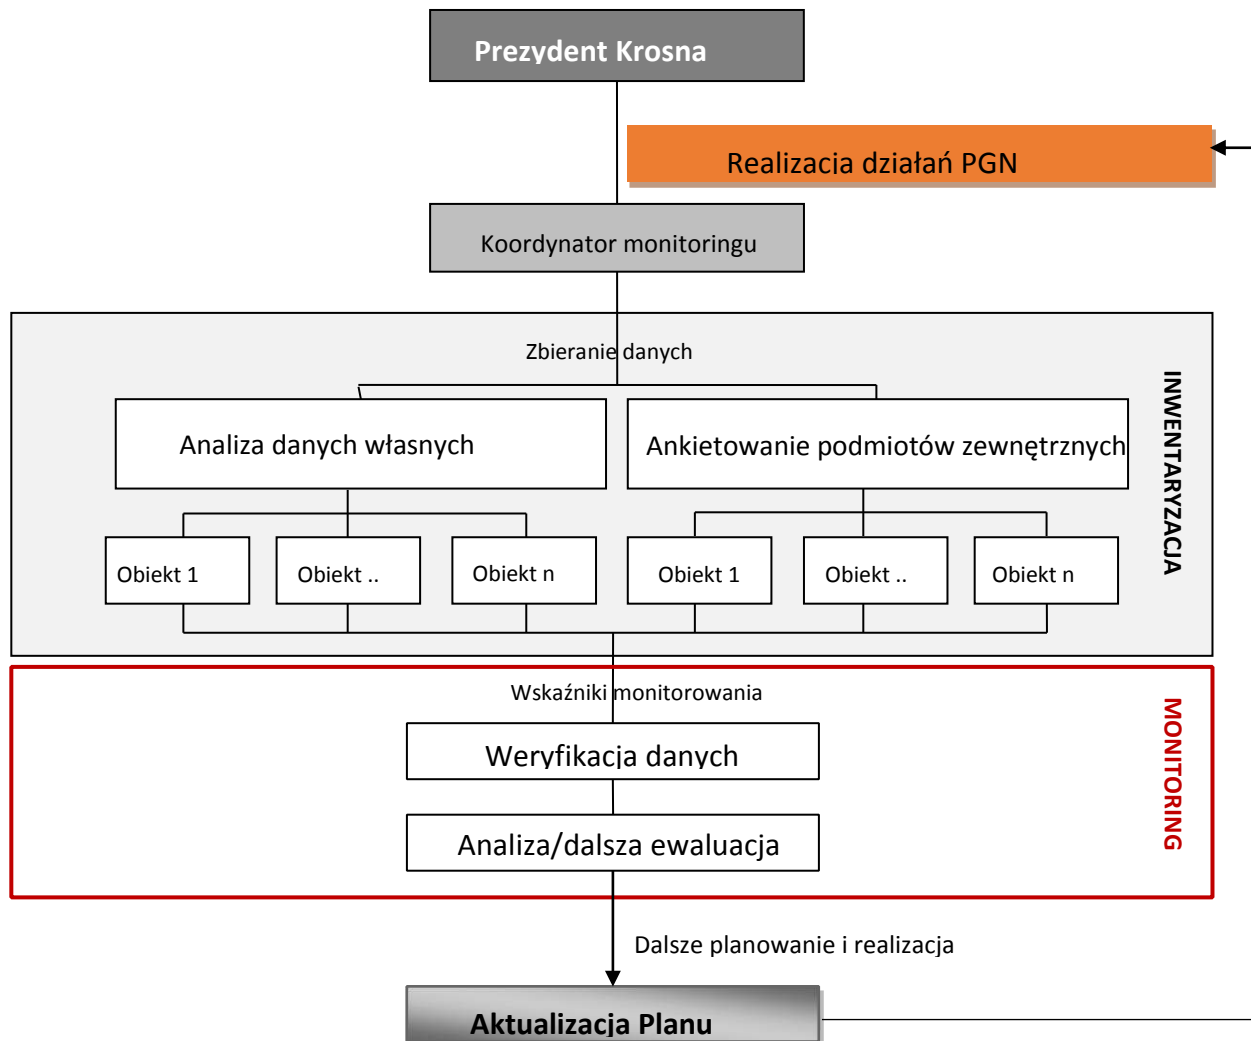 Prezydent Krosna
Realizacja działań PGN
Koordynator monitoringu
Zbieranie danych
Analiza danych własnych
Ankietowanie podmiotów zewnętrznych
Obiekt 1
Obiekt ..
Obiekt n
Obiekt 1
Obiekt ..
Obiekt n
INWENTARYZACJA
Wskaźniki monitorowania
Weryfikacja danych
Analiza/dalsza ewaluacja
MONITORING
Dalsze planowanie i realizacja
Aktualizacja Planu